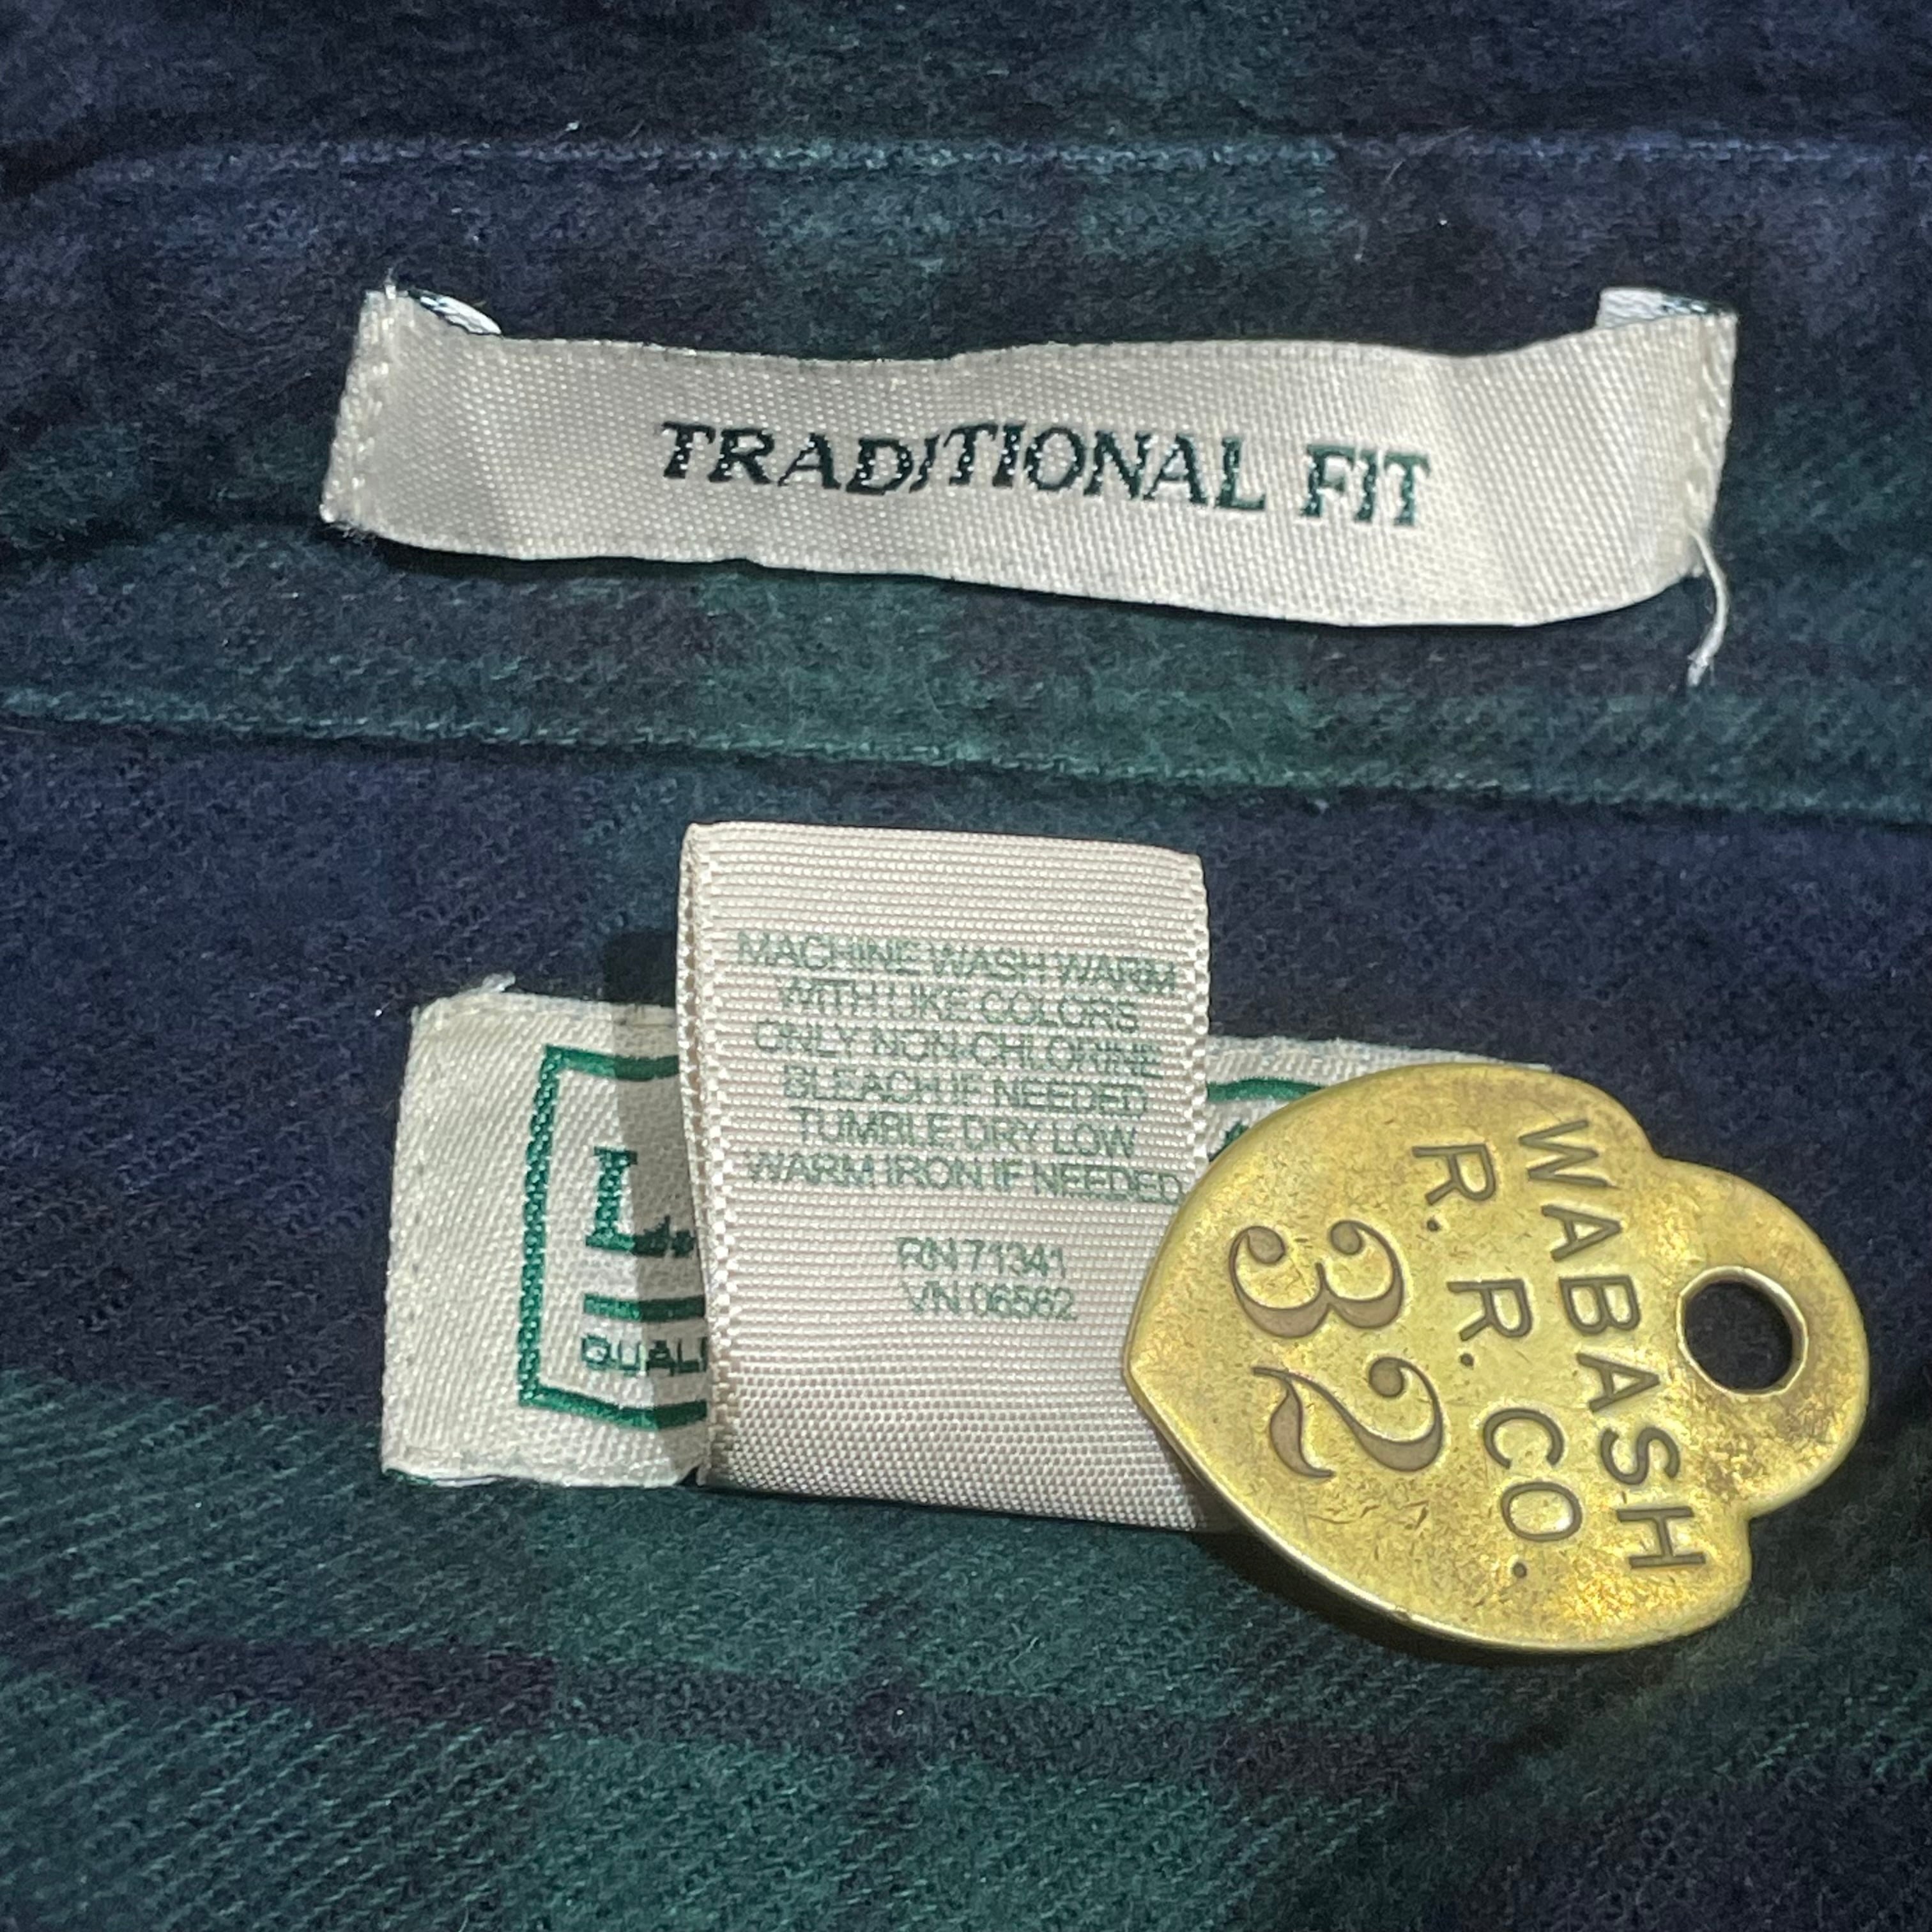 TRADITIONAL FIT
MACHINE WASH WARM
WITH LIKE COLORS
ONLY NON-CHLORINE
BLEACH IF NEEDED
TUMBLE DRY LOW
WARM IRON IF NEEDED
RN 71341
VN 06562
L.
QUALI
WABASH
R. R. CO.
32